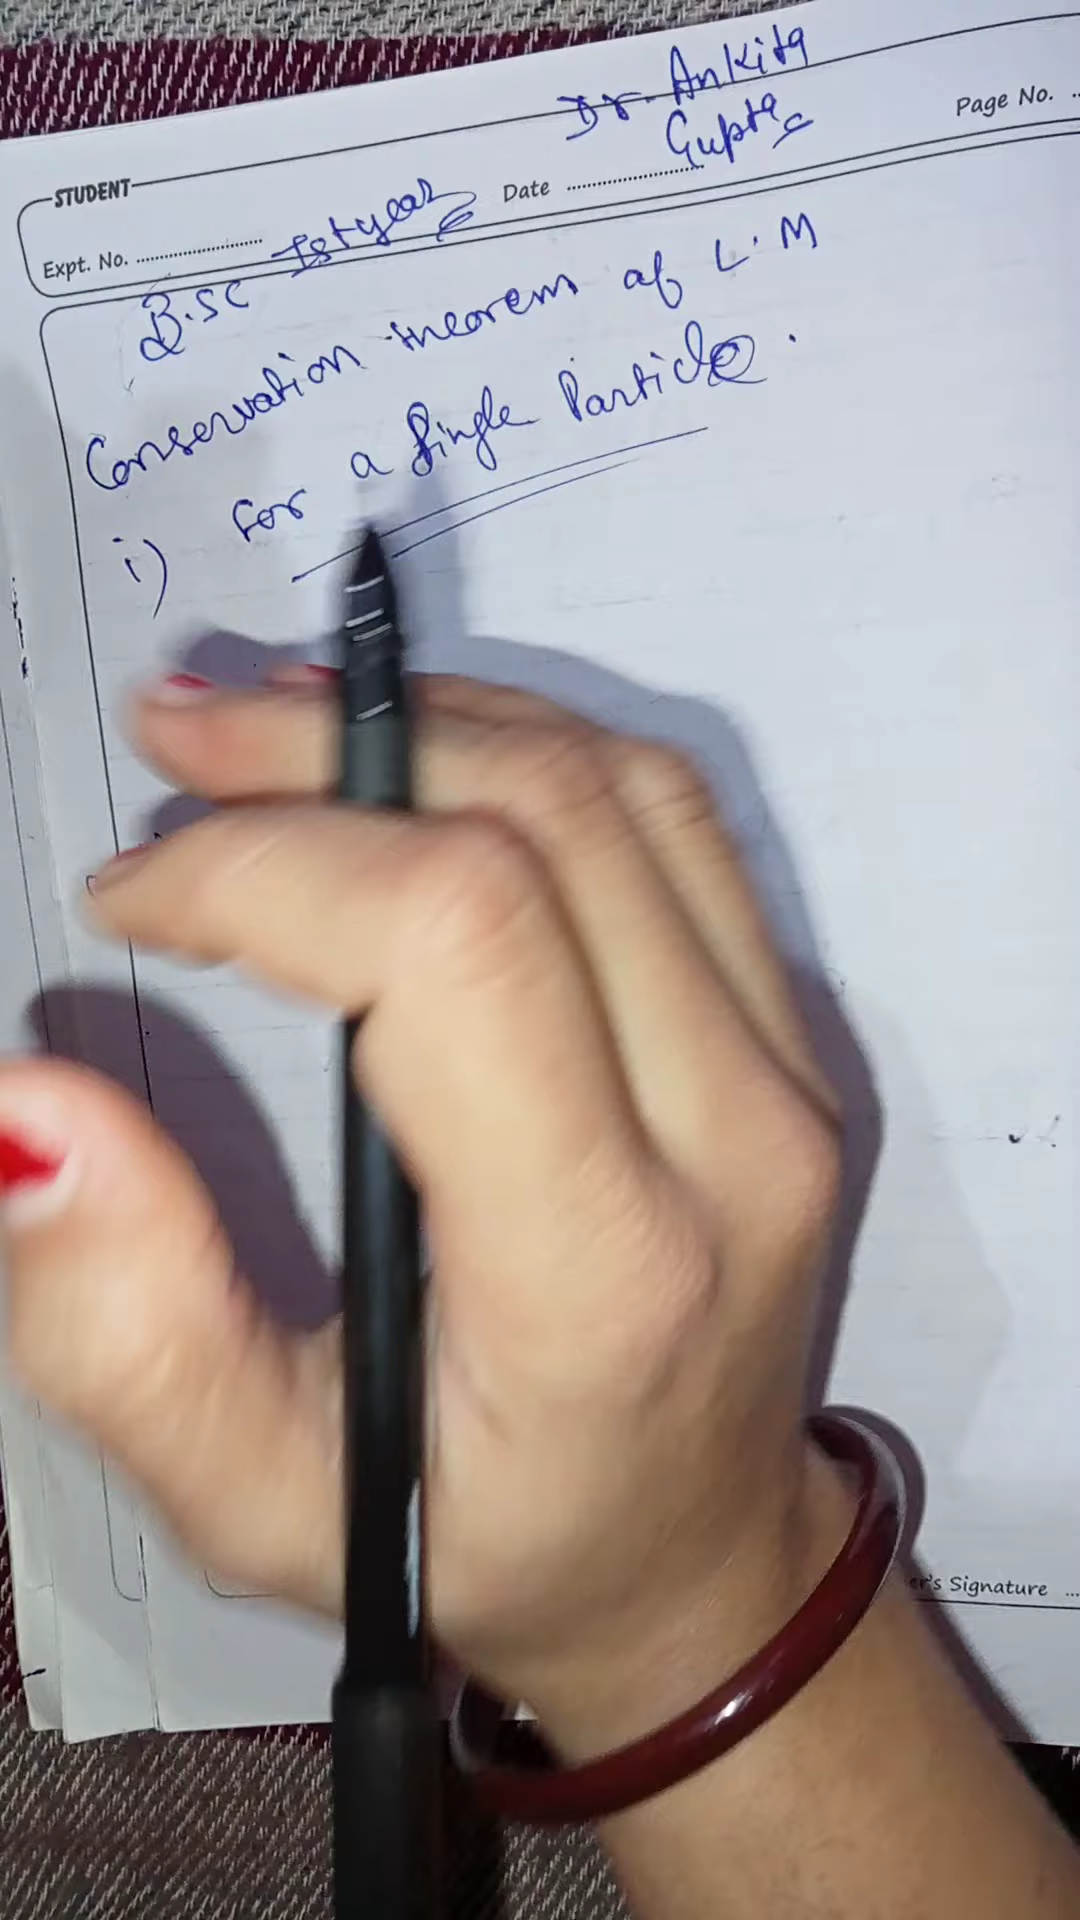 Dr. Ankita
Gupta
Page No. ..
STUDENT
Date ........................
Expt. No. ......................
Ist year
B.SC
Conservation theorem of L.M
i) For a Single Particle.
er's Signature ...